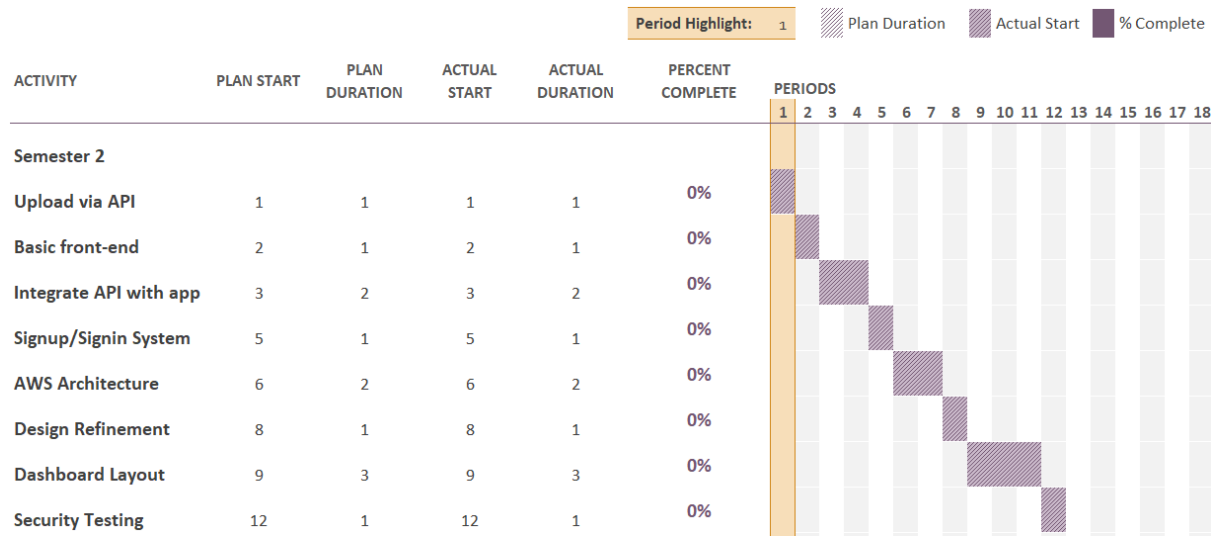 Period Highlight: 1 Plan Duration Actual Start % Complete
ACTIVITY PLAN START PLAN DURATION ACTUAL START ACTUAL DURATION PERCENT COMPLETE PERIODS
1 2 3 4 5 6 7 8 9 10 11 12 13 14 15 16 17 18
Semester 2
Upload via API 1 1 1 1 0%
Basic front-end 2 1 2 1 0%
Integrate API with app 3 2 3 2 0%
Signup/Signin System 5 1 5 1 0%
AWS Architecture 6 2 6 2 0%
Design Refinement 8 1 8 1 0%
Dashboard Layout 9 3 9 3 0%
Security Testing 12 1 12 1 0%